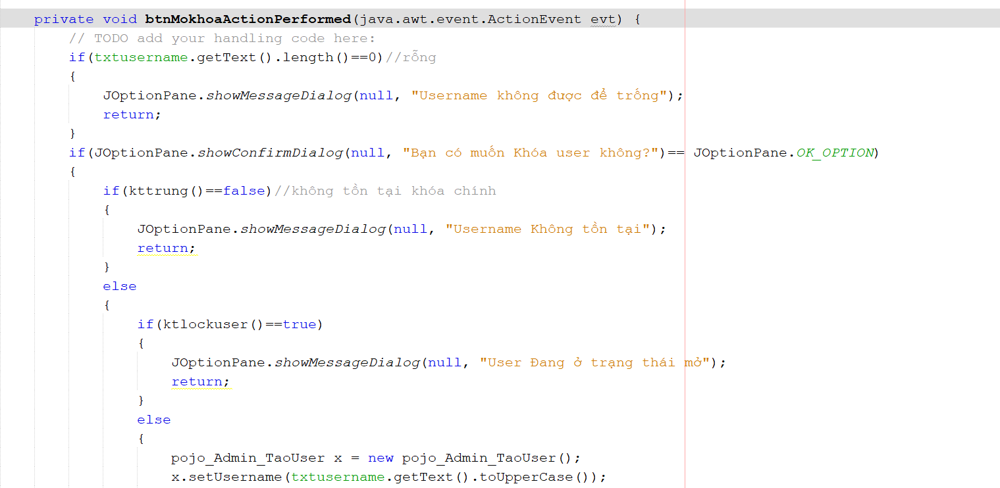 private void btnMokhoaActionPerformed(java.awt.event.ActionEvent evt) {
// TODO add your handling code here:
if(txtusername.getText().length()==0)//rỗng
{
JOptionPane.showMessageDialog(null, "Username không được để trống");
return;
}
if(JOptionPane.showConfirmDialog(null, "Bạn có muốn Khóa user không?")== JOptionPane.OK_OPTION)
{
if(kttrung()==false)//không tồn tại khóa chính
{
JOptionPane.showMessageDialog(null, "Username Không tồn tại");
return;
}
else
{
if(ktlockuser()==true)
{
JOptionPane.showMessageDialog(null, "User Đang ở trạng thái mở");
return;
}
else
{
pojo_Admin_TaoUser x = new pojo_Admin_TaoUser();
x.setUsername(txtusername.getText().toUpperCase());